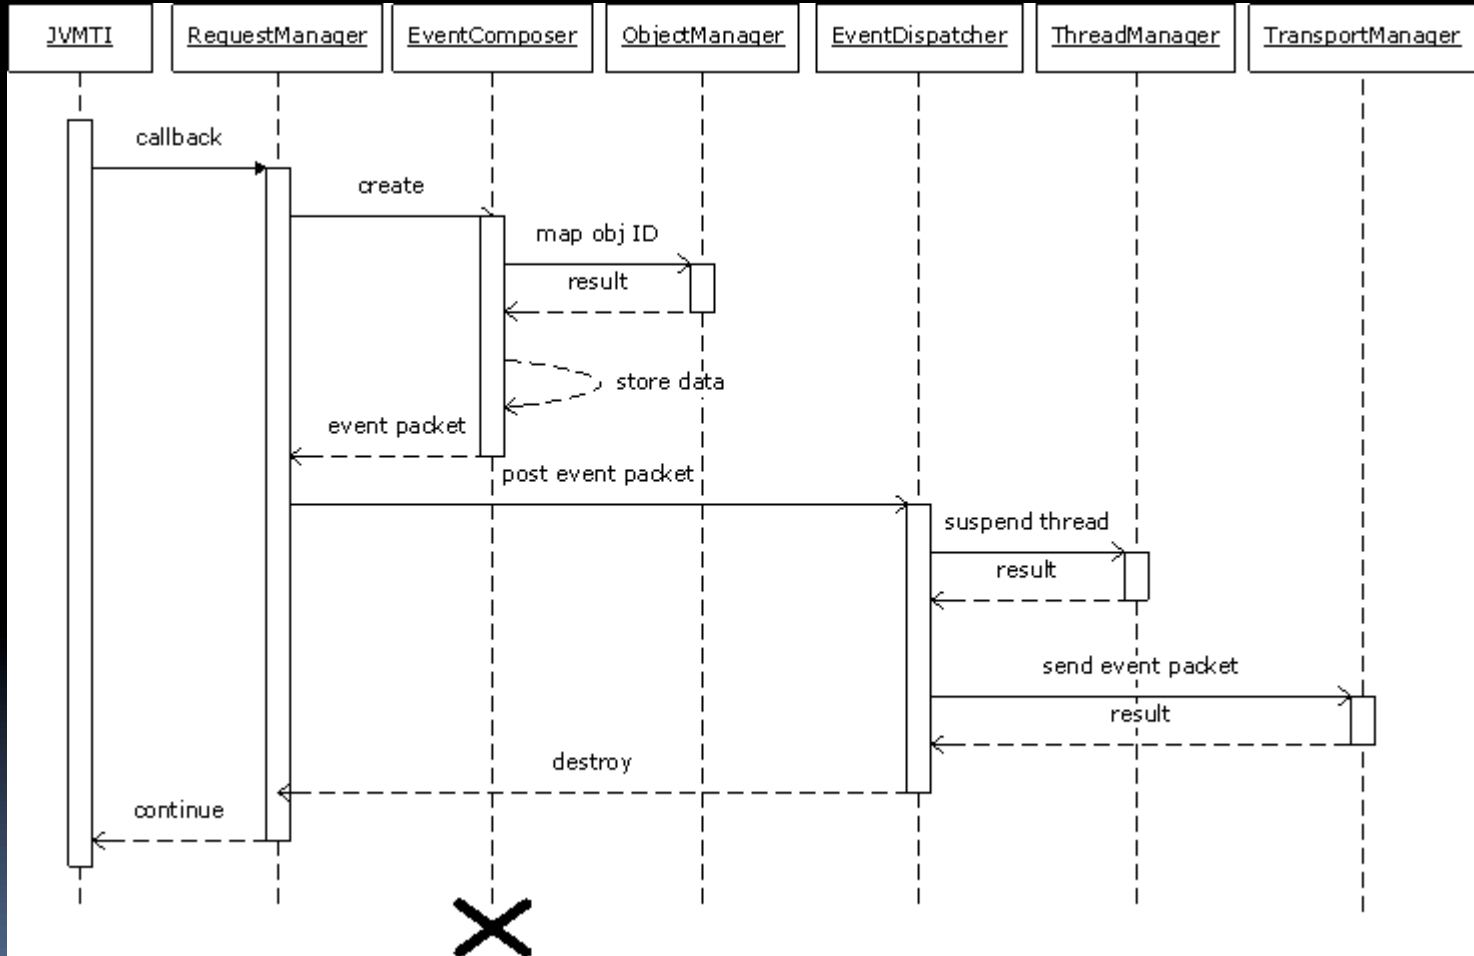 JVMTI
RequestManager
EventComposer
ObjectManager
EventDispatcher
ThreadManager
TransportManager
callback
create
map obj ID
result
store data
event packet
post event packet
suspend thread
result
send event packet
result
destroy
continue